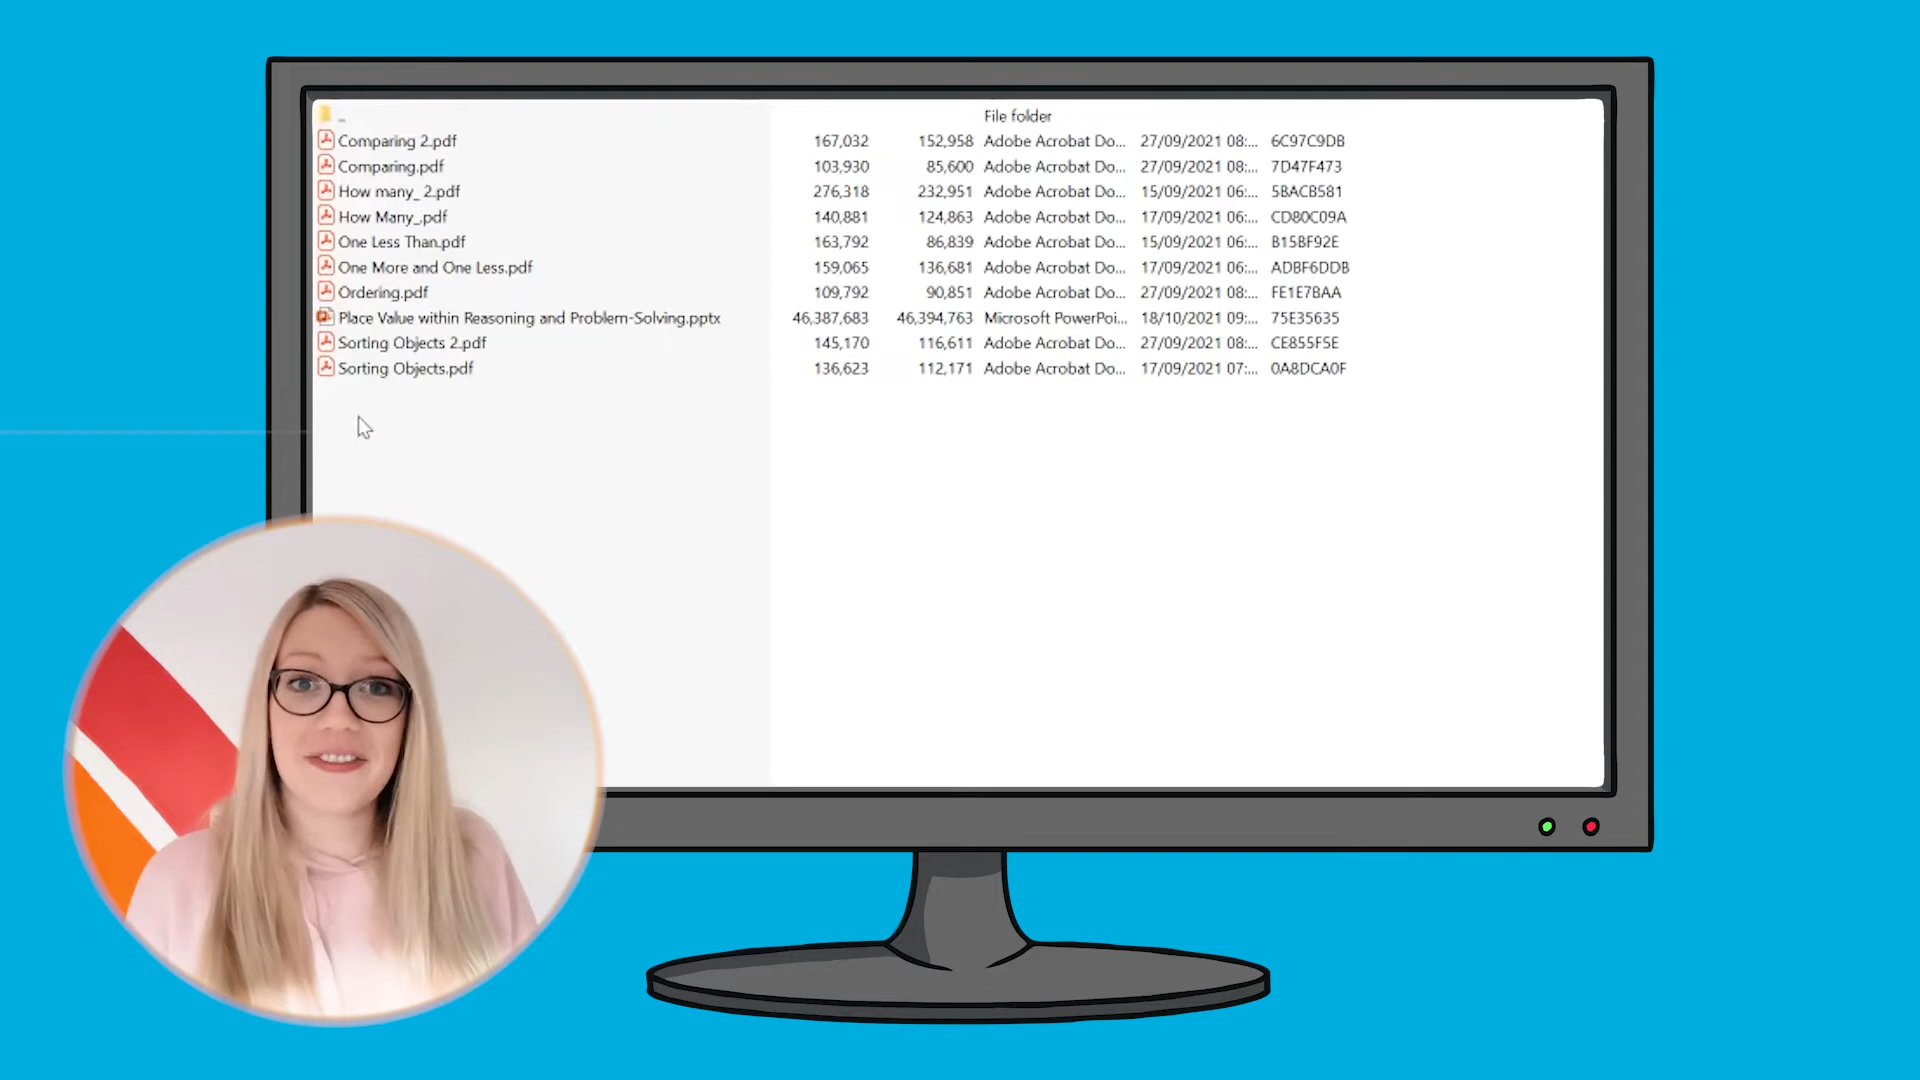 ..
File folder
Comparing 2.pdf 167,032 152,958 Adobe Acrobat Do... 27/09/2021 08:... 6C97C9DB
Comparing.pdf 103,930 85,600 Adobe Acrobat Do... 27/09/2021 08:... 7D47F473
How many_ 2.pdf 276,318 232,951 Adobe Acrobat Do... 15/09/2021 06:... 5BACB581
How Many_.pdf 140,881 124,863 Adobe Acrobat Do... 17/09/2021 06:... CD80C09A
One Less Than.pdf 163,792 86,839 Adobe Acrobat Do... 15/09/2021 06:... B15BF92E
One More and One Less.pdf 159,065 136,681 Adobe Acrobat Do... 17/09/2021 06:... ADBF6DDB
Ordering.pdf 109,792 90,851 Adobe Acrobat Do... 27/09/2021 08:... FE1E7BAA
Place Value within Reasoning and Problem-Solving.pptx 46,387,683 46,394,763 Microsoft PowerPoi... 18/10/2021 09:... 75E35635
Sorting Objects 2.pdf 145,170 116,611 Adobe Acrobat Do... 27/09/2021 08:... CE855F5E
Sorting Objects.pdf 136,623 112,171 Adobe Acrobat Do... 17/09/2021 07:... 0A8DCA0F